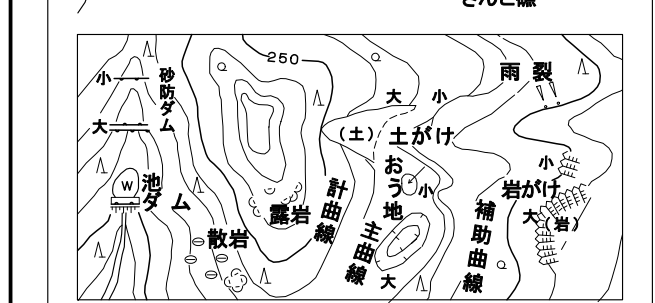 さんご礁
250
雨裂
小
砂防ダム
大
大 小
(土)
土がけ
W
池
ダム
おう地
小
小
岩がけ
大
(岩)
露岩
計曲線
主曲線
補助曲線
散岩
大